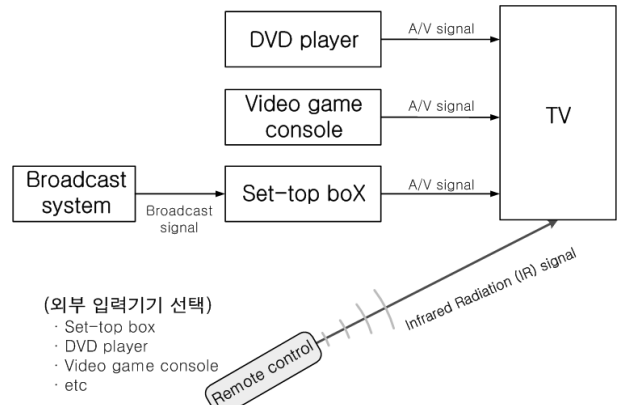 DVD player
A/V signal
Video game
console
A/V signal
TV
Broadcast
system
Broadcast
signal
Set-top boX
A/V signal
Infrared Radiation (IR) signal
(외부 입력기기 선택)
· Set-top box
· DVD player
· Video game console
· etc
Remote control